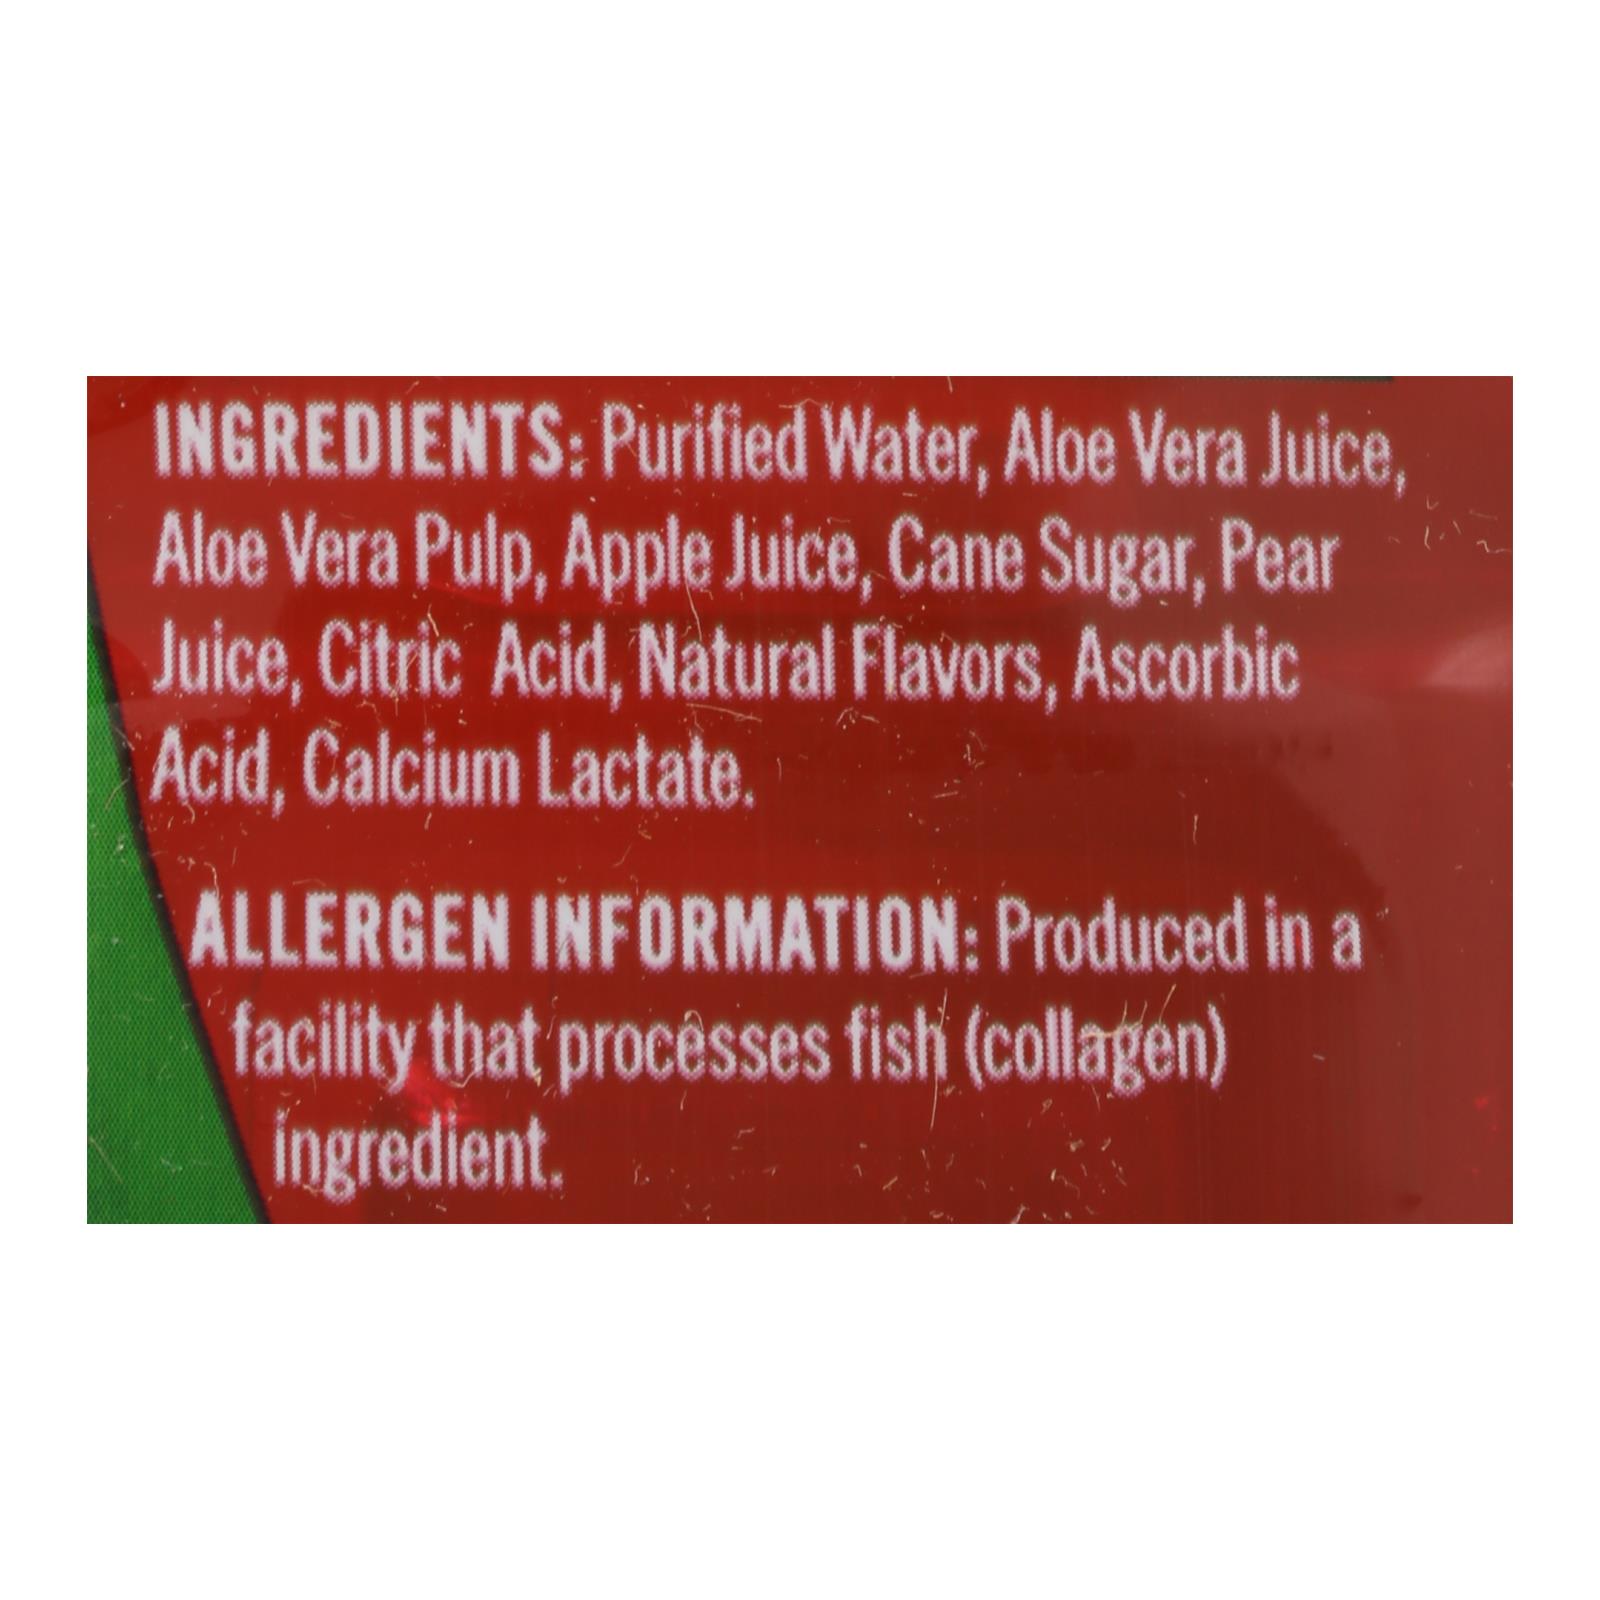 INGREDIENTS: Purified Water, Aloe Vera Juice,
Aloe Vera Pulp, Apple Juice, Cane Sugar, Pear
Juice, Citric Acid, Natural Flavors, Ascorbic
Acid, Calcium Lactate.
ALLERGEN INFORMATION: Produced in a
facility that processes fish (collagen)
ingredient.